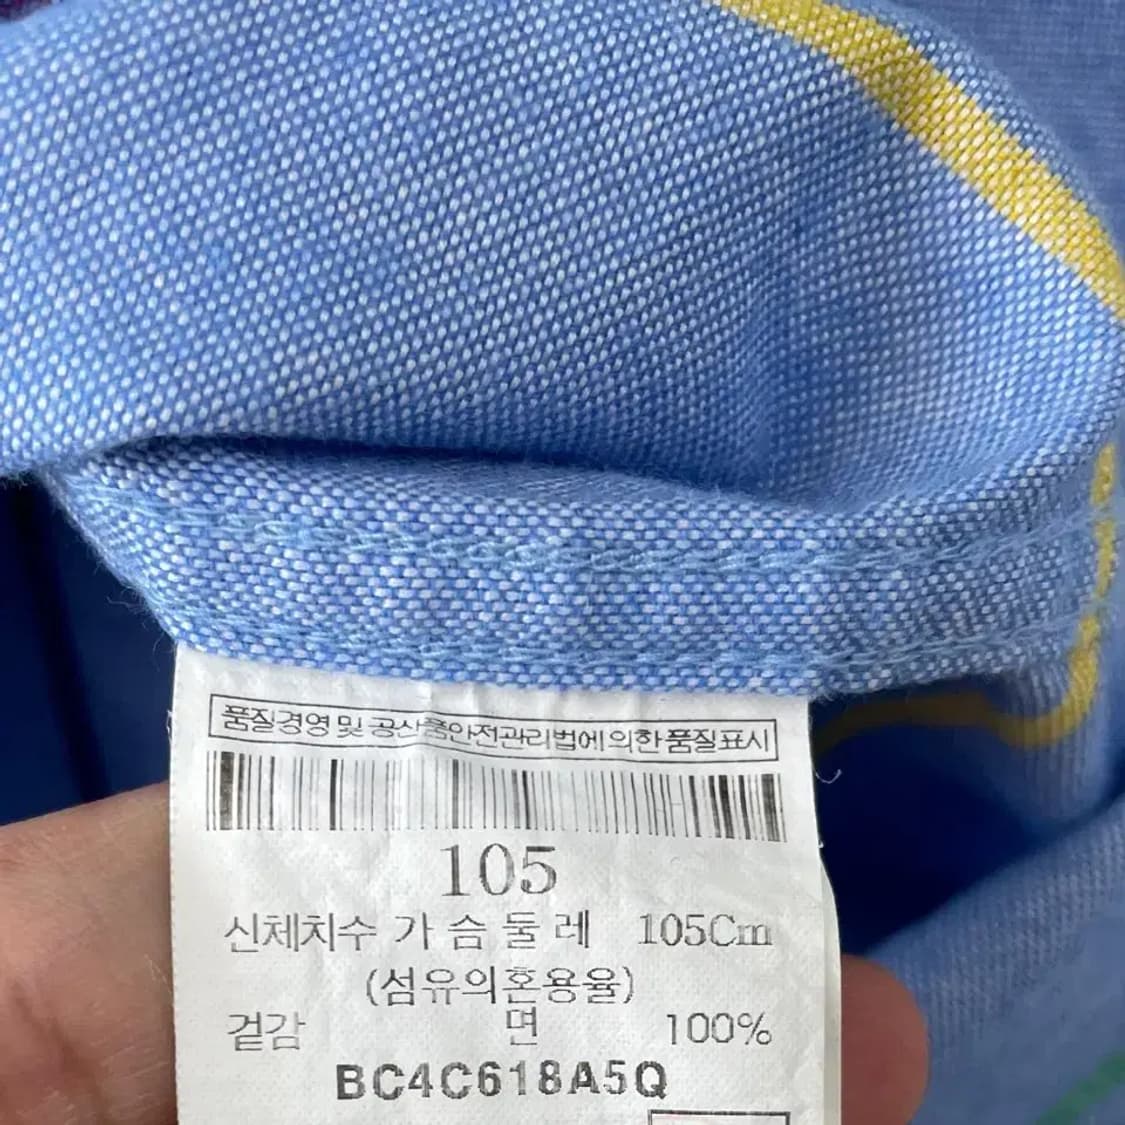 품질경영 및 공산품안전관리법에 의한 품질표시
105
신체치수 가 슴 둘 레 105Cm
(섬유의혼용율)
겉감 면 100%
BC4C618A5Q